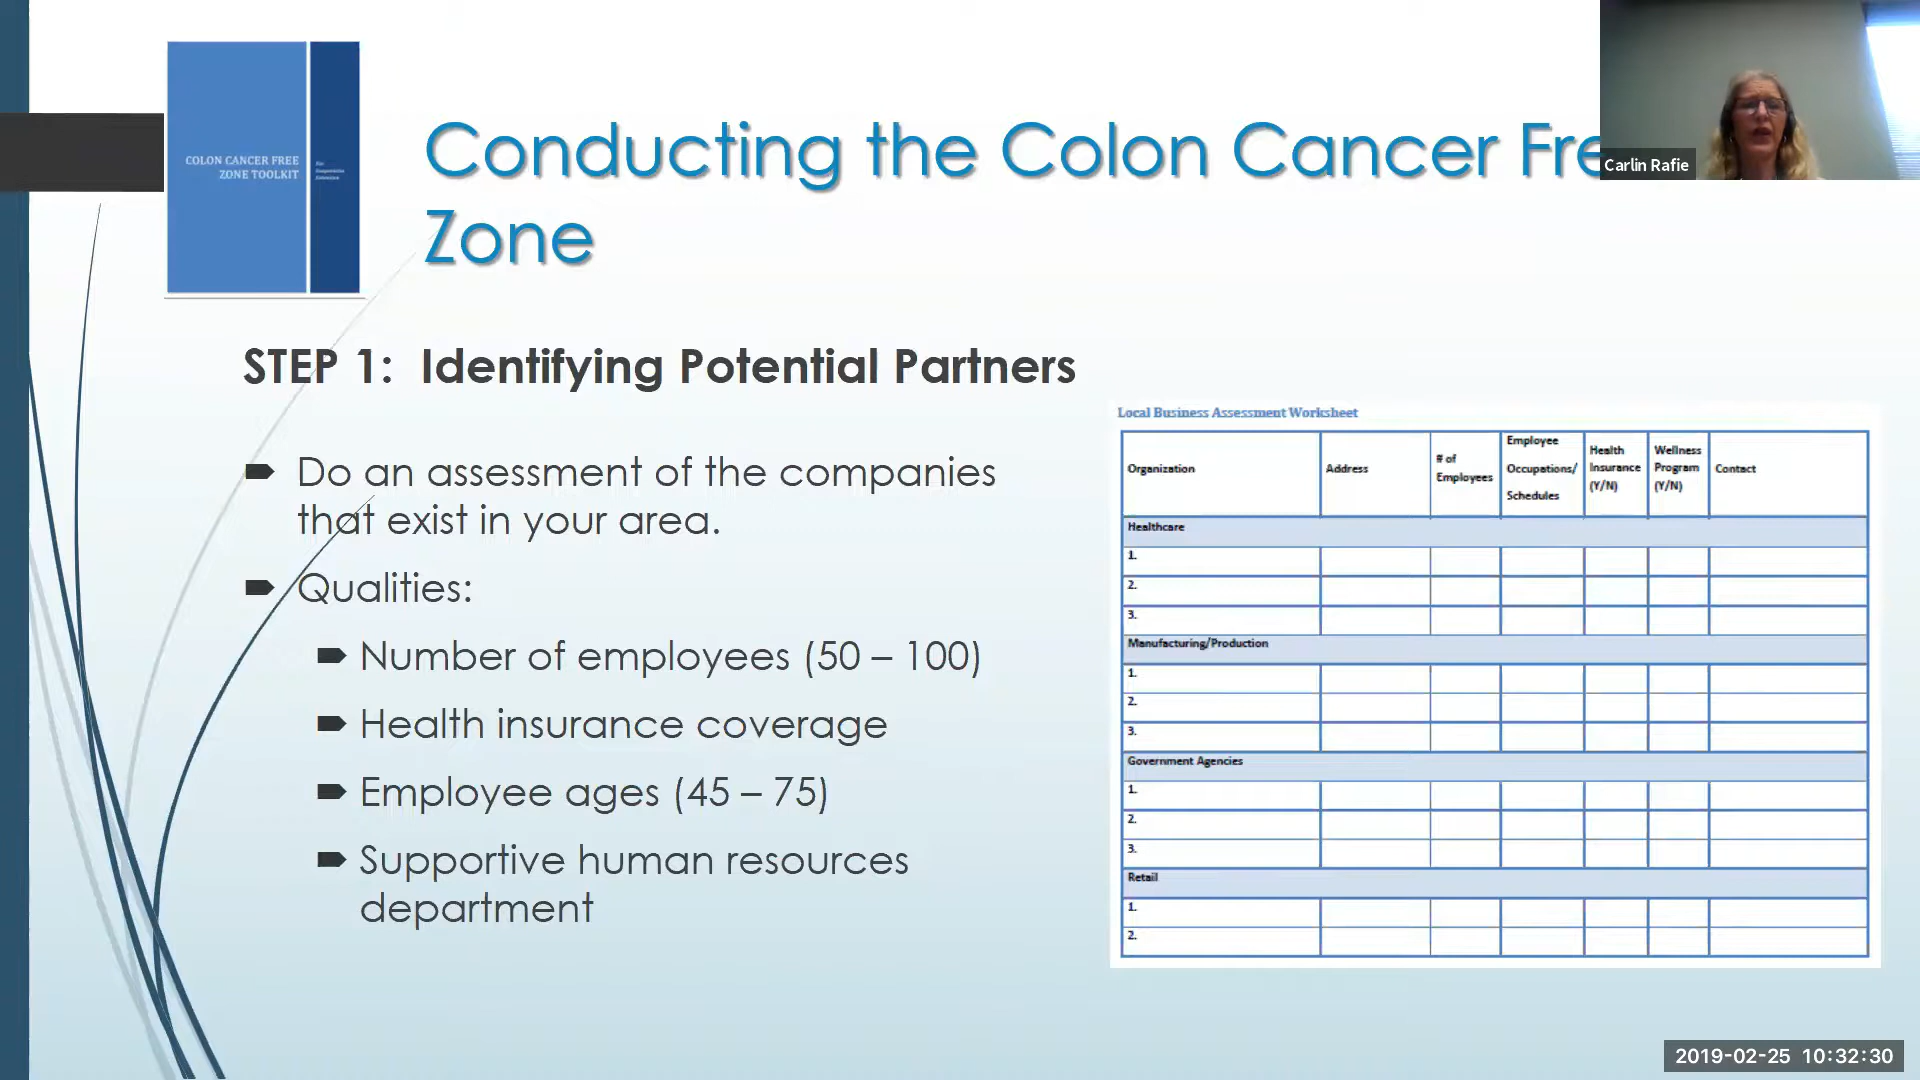 COLON CANCER FREE
ZONE TOOLKIT
For
Cooperative
Extension
Conducting the Colon Cancer Fre
Zone
Carlin Rafie
STEP 1: Identifying Potential Partners
Do an assessment of the companies
that exist in your area.
Qualities:
Number of employees (50 – 100)
Health insurance coverage
Employee ages (45 – 75)
Supportive human resources
department
Local Business Assessment Worksheet
Organization
Address
# of
Employees
Employee
Occupations/
Schedules
Health
Insurance
(Y/N)
Wellness
Program
(Y/N)
Contact
Healthcare
1.
2.
3.
Manufacturing/Production
1.
2.
3.
Government Agencies
1.
2.
3.
Retail
1.
2.
2019-02-25 10:32:30